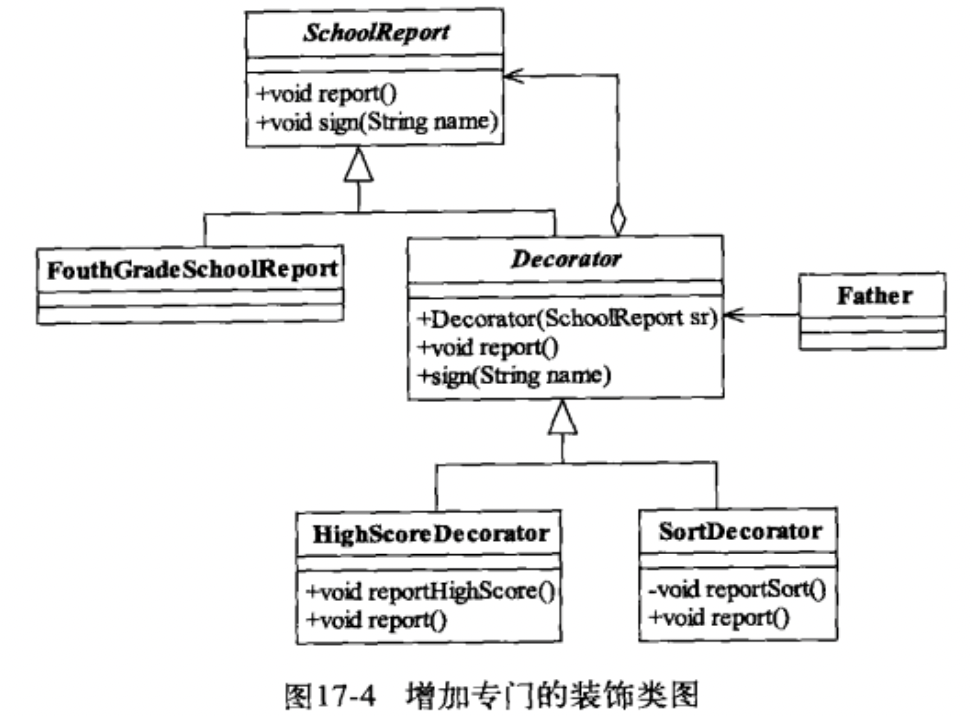 SchoolReport
+void report()
+void sign(String name)
FouthGradeSchoolReport
Decorator
+Decorator(SchoolReport sr)
+void report()
+sign(String name)
Father
HighScoreDecorator
+void reportHighScore()
+void report()
SortDecorator
-void reportSort()
+void report()
图17-4 增加专门的装饰类图